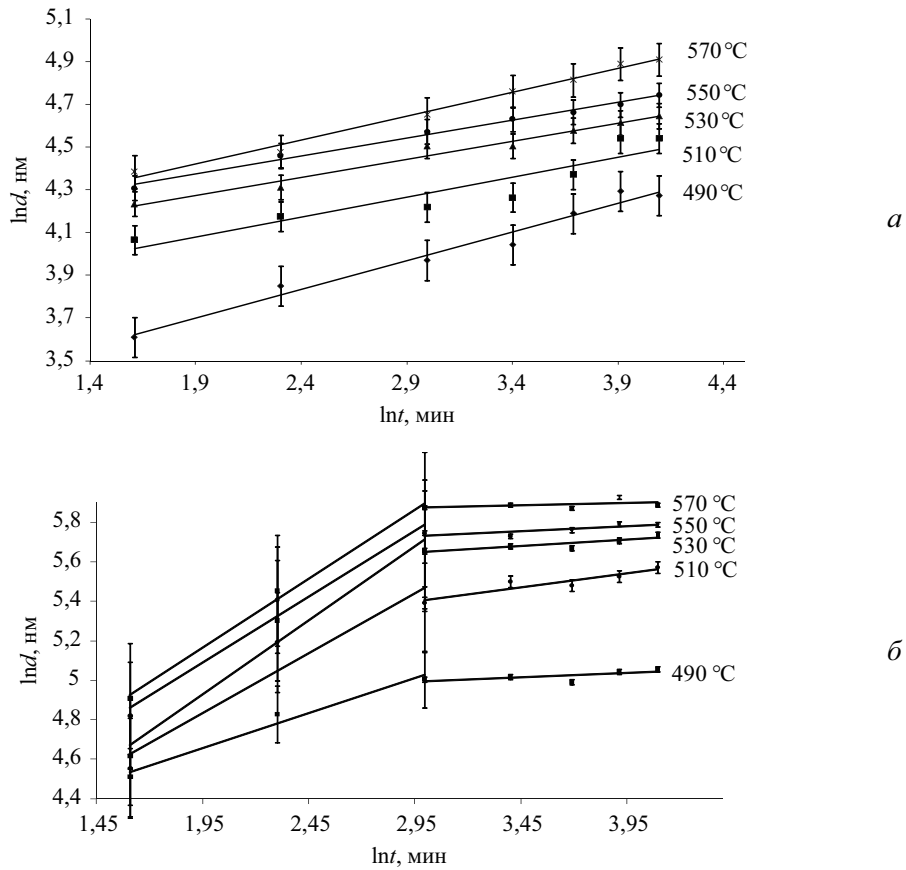 5,1
4,9
4,7
4,5
4,3
4,1
3,9
3,7
3,5
lnd, нм
570 °C
550 °C
530 °C
510 °C
490 °C
а
1,4 1,9 2,4 2,9 3,4 3,9 4,4
lnt, мин
5,8
5,6
5,4
5,2
5
4,8
4,6
4,4
lnd, нм
570 °C
550 °C
530 °C
510 °C
490 °C
б
1,45 1,95 2,45 2,95 3,45 3,95
lnt, мин